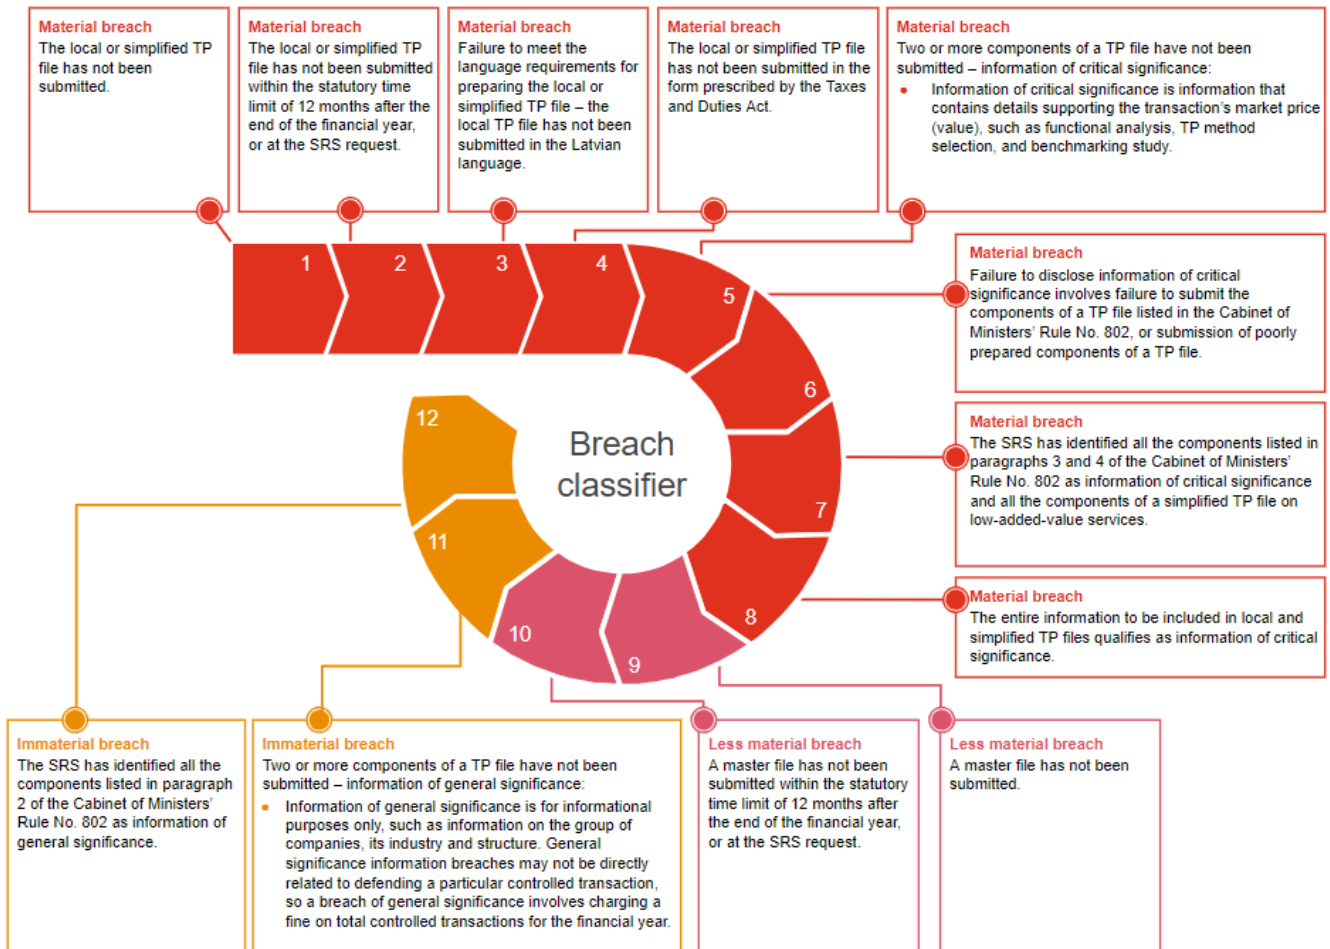 Material breach
The local or simplified TP
file has not been
submitted.
Material breach
The local or simplified TP
file has not been submitted
within the statutory time
limit of 12 months after the
end of the financial year,
or at the SRS request.
Material breach
Failure to meet the
language requirements for
preparing the local or
simplified TP file – the
local TP file has not been
submitted in the Latvian
language.
Material breach
The local or simplified TP file
has not been submitted in the
form prescribed by the Taxes
and Duties Act.
Material breach
Two or more components of a TP file have not been
submitted – information of critical significance:
• Information of critical significance is information that
contains details supporting the transaction's market price
(value), such as functional analysis, TP method
selection, and benchmarking study.
1
2
3
4
5
6
7
8
9
10
11
12
Breach
classifier
Material breach
Failure to disclose information of critical
significance involves failure to submit the
components of a TP file listed in the Cabinet of
Ministers' Rule No. 802, or submission of poorly
prepared components of a TP file.
Material breach
The SRS has identified all the components listed in
paragraphs 3 and 4 of the Cabinet of Ministers'
Rule No. 802 as information of critical significance
and all the components of a simplified TP file on
low-added-value services.
Material breach
The entire information to be included in local and
simplified TP files qualifies as information of critical
significance.
Immaterial breach
The SRS has identified all the
components listed in paragraph
2 of the Cabinet of Ministers'
Rule No. 802 as information of
general significance.
Immaterial breach
Two or more components of a TP file have not been
submitted – information of general significance:
• Information of general significance is for informational
purposes only, such as information on the group of
companies, its industry and structure. General
significance information breaches may not be directly
related to defending a particular controlled transaction,
so a breach of general significance involves charging a
fine on total controlled transactions for the financial year.
Less material breach
A master file has not been
submitted within the statutory
time limit of 12 months after
the end of the financial year,
or at the SRS request.
Less material breach
A master file has not been
submitted.